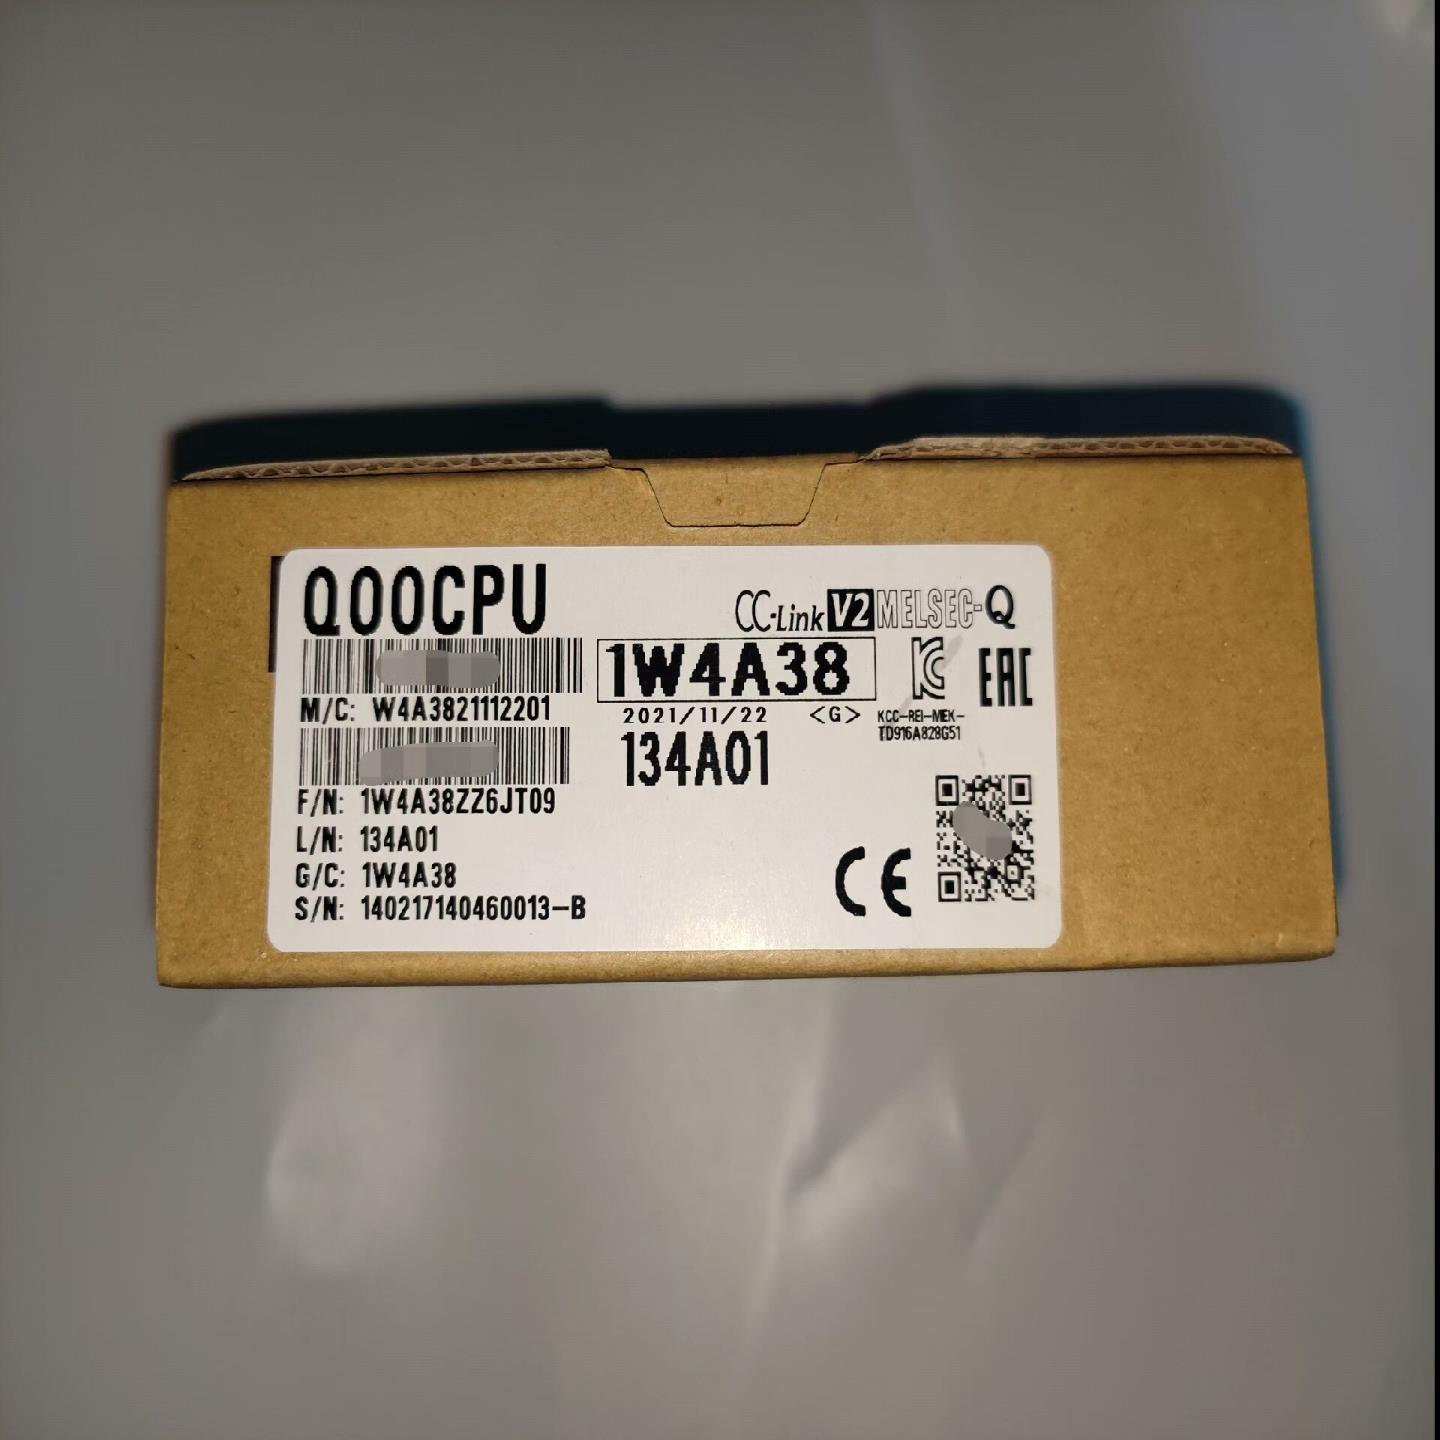 Q00CPU
CC-Link V2 MELSEC-Q
1W4A38
M/C: W4A3821112201
2021/11/22 <G>
KCC-REI-MEK-
TD916A828G51
134A01
F/N: 1W4A38ZZ6JT09
L/N: 134A01
G/C: 1W4A38
S/N: 140217140460013-B
EAC
CE